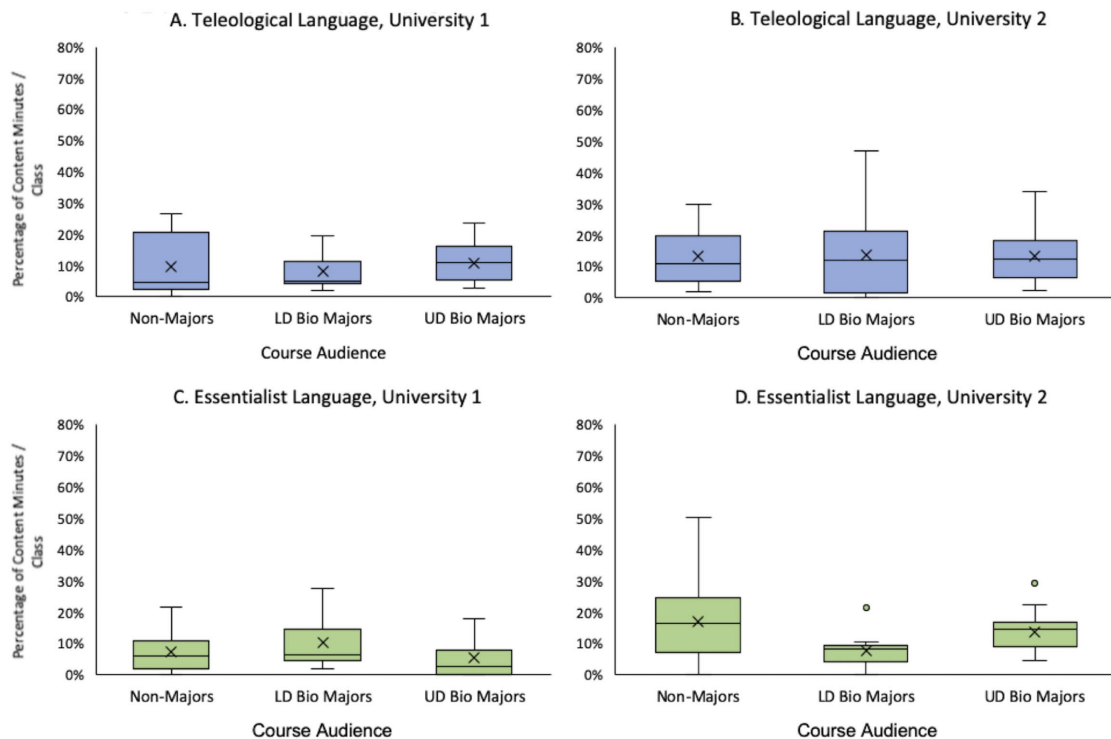 A. Teleological Language, University 1
Percentage of Content Minutes /
Class
80%
70%
60%
50%
40%
30%
20%
10%
0%
Non-Majors LD Bio Majors UD Bio Majors
Course Audience
B. Teleological Language, University 2
80%
70%
60%
50%
40%
30%
20%
10%
0%
Non-Majors LD Bio Majors UD Bio Majors
Course Audience
C. Essentialist Language, University 1
Percentage of Content Minutes /
Class
80%
70%
60%
50%
40%
30%
20%
10%
0%
Non-Majors LD Bio Majors UD Bio Majors
Course Audience
D. Essentialist Language, University 2
80%
70%
60%
50%
40%
30%
20%
10%
0%
Non-Majors LD Bio Majors UD Bio Majors
Course Audience